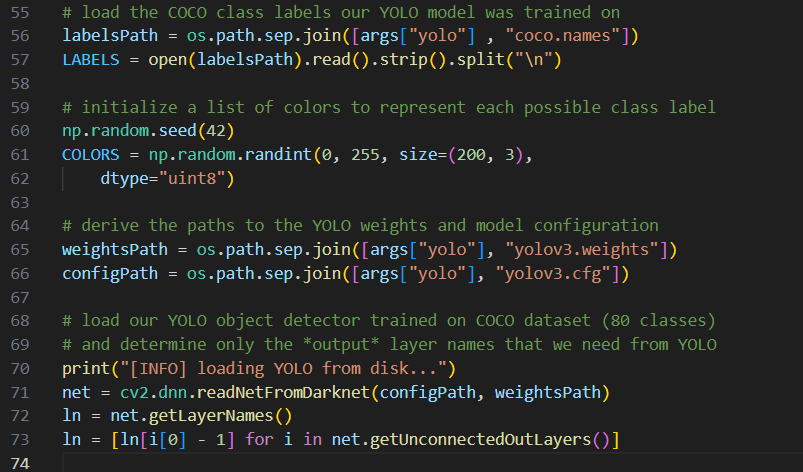 55 # load the COCO class labels our YOLO model was trained on
56 labelsPath = os.path.sep.join([args["yolo"] , "coco.names"])
57 LABELS = open(labelsPath).read().strip().split("\n")
58
59 # initialize a list of colors to represent each possible class label
60 np.random.seed(42)
61 COLORS = np.random.randint(0, 255, size=(200, 3),
62     dtype="uint8")
63
64 # derive the paths to the YOLO weights and model configuration
65 weightsPath = os.path.sep.join([args["yolo"], "yolov3.weights"])
66 configPath = os.path.sep.join([args["yolo"], "yolov3.cfg"])
67
68 # load our YOLO object detector trained on COCO dataset (80 classes)
69 # and determine only the *output* layer names that we need from YOLO
70 print("[INFO] loading YOLO from disk...")
71 net = cv2.dnn.readNetFromDarknet(configPath, weightsPath)
72 ln = net.getLayerNames()
73 ln = [ln[i[0] - 1] for i in net.getUnconnectedOutLayers()]
74